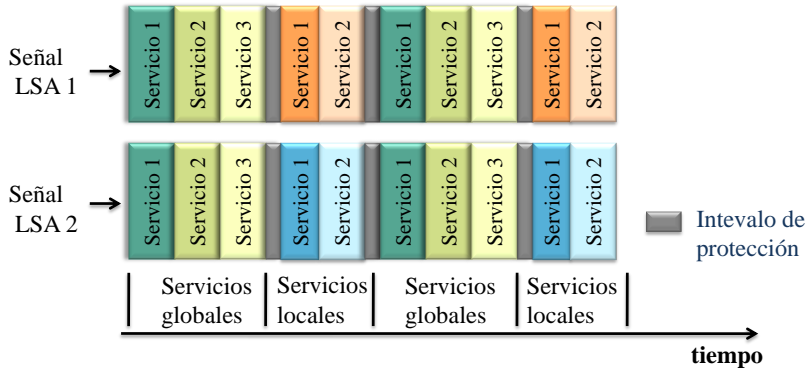 Señal
LSA 1
Servicio 1
Servicio 2
Servicio 3
Servicio 1
Servicio 2
Servicio 1
Servicio 2
Servicio 3
Servicio 1
Servicio 2
Señal
LSA 2
Servicio 1
Servicio 2
Servicio 3
Servicio 1
Servicio 2
Servicio 1
Servicio 2
Servicio 3
Servicio 1
Servicio 2
Intevalo de
protección
Servicios
globales
Servicios
locales
Servicios
globales
Servicios
locales
tiempo